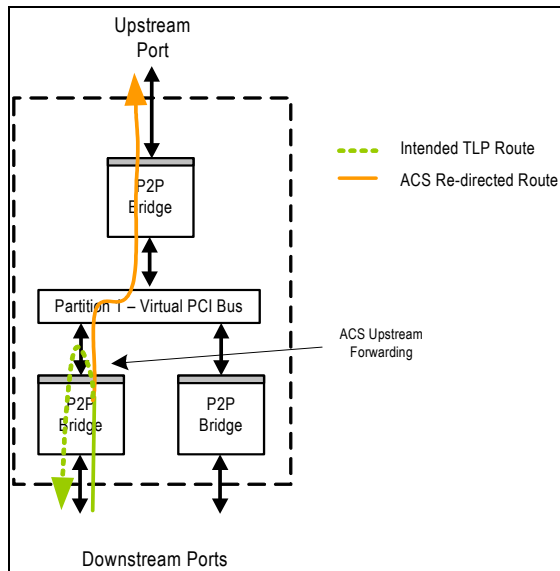 Upstream
Port
Intended TLP Route
ACS Re-directed Route
P2P
Bridge
Partition 1 – Virtual PCI Bus
ACS Upstream
Forwarding
P2P
Bridge
P2P
Bridge
Downstream Ports